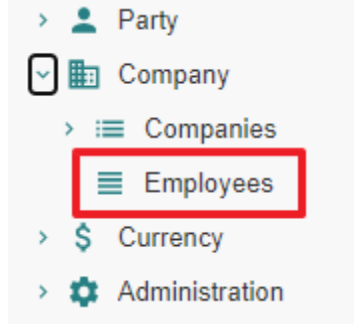 Party
Company
Companies
Employees
$ Currency
Administration